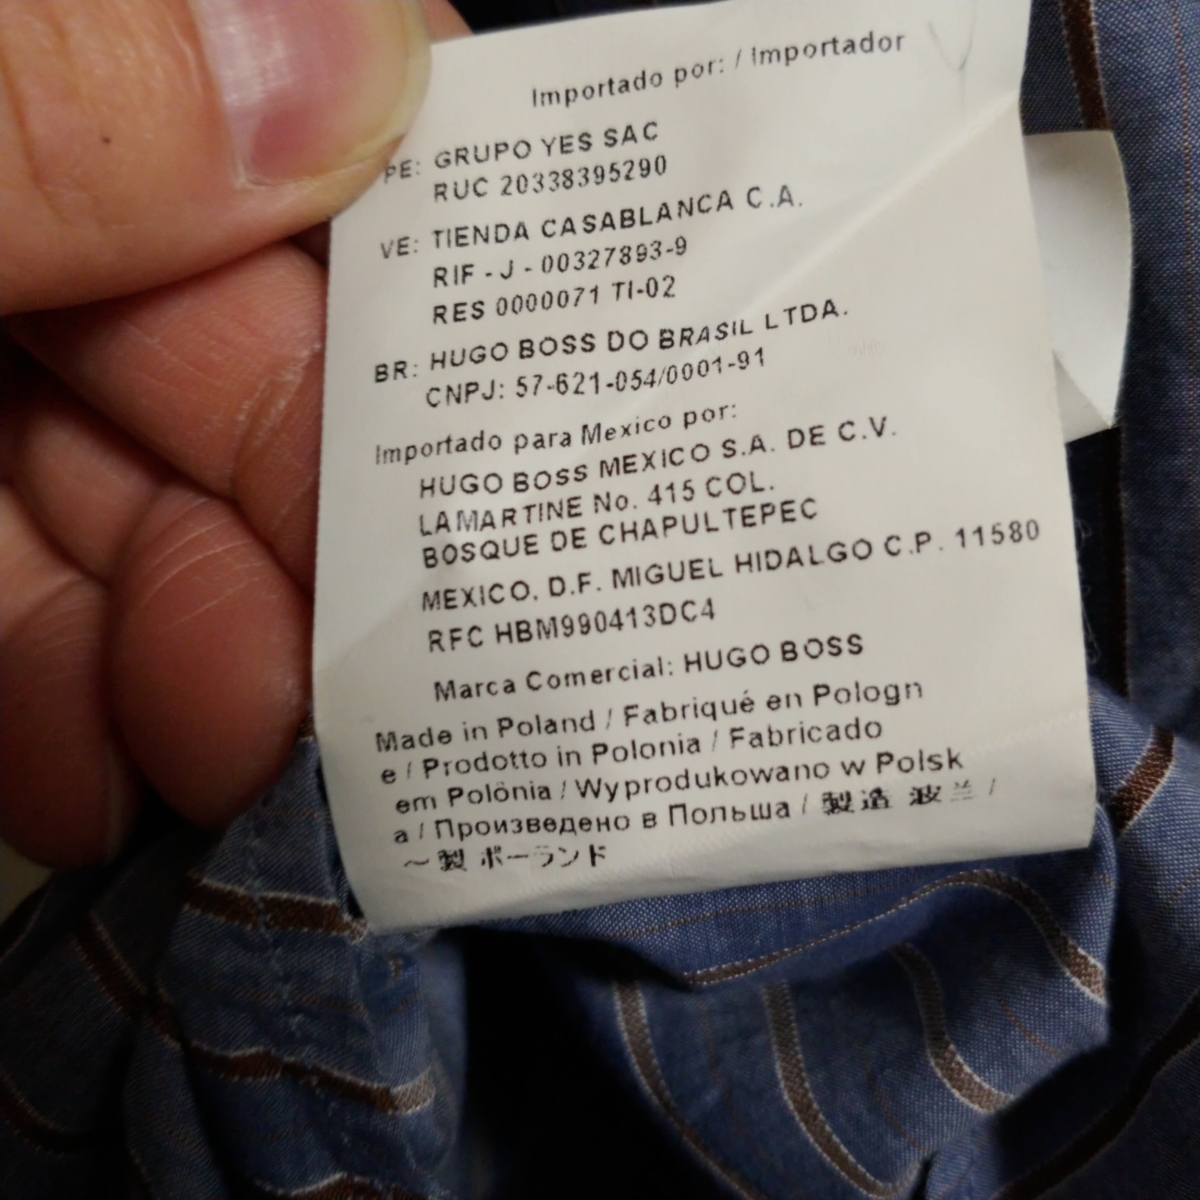 Importado por: / Importador
PE: GRUPO YES SAC
RUC 20338395290
VE: TIENDA CASABLANCA C.A.
RIF - J - 00327893-9
RES 0000071 TI-02
BR: HUGO BOSS DO BRASIL LTDA.
CNPJ: 57-621-054/0001-91
Importado para Mexico por:
HUGO BOSS MEXICO S.A. DE C.V.
LAMARTINE No. 415 COL.
BOSQUE DE CHAPULTEPEC
MEXICO, D.F. MIGUEL HIDALGO C.P. 11580
RFC HBM990413DC4
Marca Comercial: HUGO BOSS
Made in Poland / Fabriqué en Pologn
e / Prodotto in Polonia / Fabricado
em Polônia / Wyprodukowano w Polsk
a / Произведено в Польша / 製造 波兰 /
～製 ポーランド